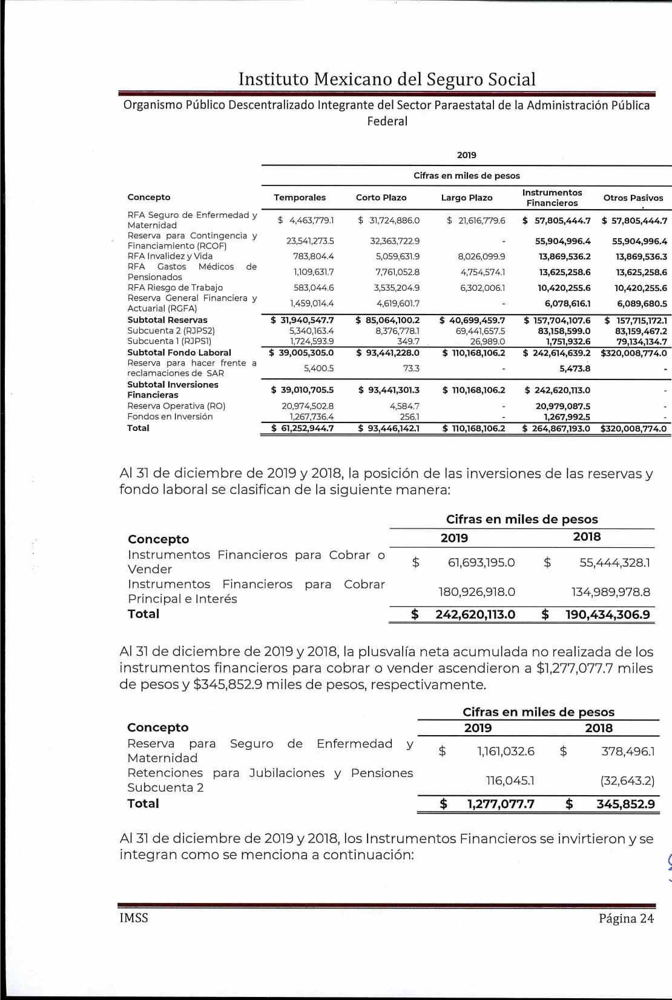 Instituto Mexicano del Seguro Social
Organismo Público Descentralizado Integrante del Sector Paraestatal de la Administración Pública
Federal
2019
Cifras en miles de pesos
Concepto Temporales Corto Plazo Largo Plazo Instrumentos Financieros Otros Pasivos
RFA Seguro de Enfermedad y
Maternidad $ 4,463,779.1 $ 31,724,886.0 $ 21,616,779.6 $ 57,805,444.7 $ 57,805,444.7
Reserva para Contingencia y
Financiamiento (RCOF) 23,541,273.5 32,363,722.9 - 55,904,996.4 55,904,996.4
RFA Invalidez y Vida 783,804.4 5,059,631.9 8,026,099.9 13,869,536.2 13,869,536.3
RFA Gastos Médicos de
Pensionados 1,109,631.7 7,761,052.8 4,754,574.1 13,625,258.6 13,625,258.6
RFA Riesgo de Trabajo 583,044.6 3,535,204.9 6,302,006.1 10,420,255.6 10,420,255.6
Reserva General Financiera y
Actuarial (RGFA) 1,459,014.4 4,619,601.7 - 6,078,616.1 6,089,680.5
Subtotal Reservas $ 31,940,547.7 $ 85,064,100.2 $ 40,699,459.7 $ 157,704,107.6 $ 157,715,172.1
Subcuenta 2 (RJPS2) 5,340,163.4 8,376,778.1 69,441,657.5 83,158,599.0 83,159,467.2
Subcuenta 1 (RJPS1) 1,724,593.9 349.7 26,989.0 1,751,932.6 79,134,134.7
Subtotal Fondo Laboral $ 39,005,305.0 $ 93,441,228.0 $ 110,168,106.2 $ 242,614,639.2 $320,008,774.0
Reserva para hacer frente a
reclamaciones de SAR 5,400.5 73.3 - 5,473.8 -
Subtotal Inversiones
Financieras $ 39,010,705.5 $ 93,441,301.3 $ 110,168,106.2 $ 242,620,113.0 -
Reserva Operativa (RO) 20,974,502.8 4,584.7 - 20,979,087.5 -
Fondos en Inversión 1,267,736.4 256.1 - 1,267,992.5 -
Total $ 61,252,944.7 $ 93,446,142.1 $ 110,168,106.2 $ 264,867,193.0 $320,008,774.0
Al 31 de diciembre de 2019 y 2018, la posición de las inversiones de las reservas y
fondo laboral se clasifican de la siguiente manera:
Cifras en miles de pesos
Concepto 2019 2018
Instrumentos Financieros para Cobrar o
Vender $ 61,693,195.0 $ 55,444,328.1
Instrumentos Financieros para Cobrar
Principal e Interés 180,926,918.0 134,989,978.8
Total $ 242,620,113.0 $ 190,434,306.9
Al 31 de diciembre de 2019 y 2018, la plusvalía neta acumulada no realizada de los
instrumentos financieros para cobrar o vender ascendieron a $1,277,077.7 miles
de pesos y $345,852.9 miles de pesos, respectivamente.
Cifras en miles de pesos
Concepto 2019 2018
Reserva para Seguro de Enfermedad y
Maternidad $ 1,161,032.6 $ 378,496.1
Retenciones para Jubilaciones y Pensiones
Subcuenta 2 116,045.1 (32,643.2)
Total $ 1,277,077.7 $ 345,852.9
Al 31 de diciembre de 2019 y 2018, los Instrumentos Financieros se invirtieron y se
integran como se menciona a continuación:
IMSS Página 24